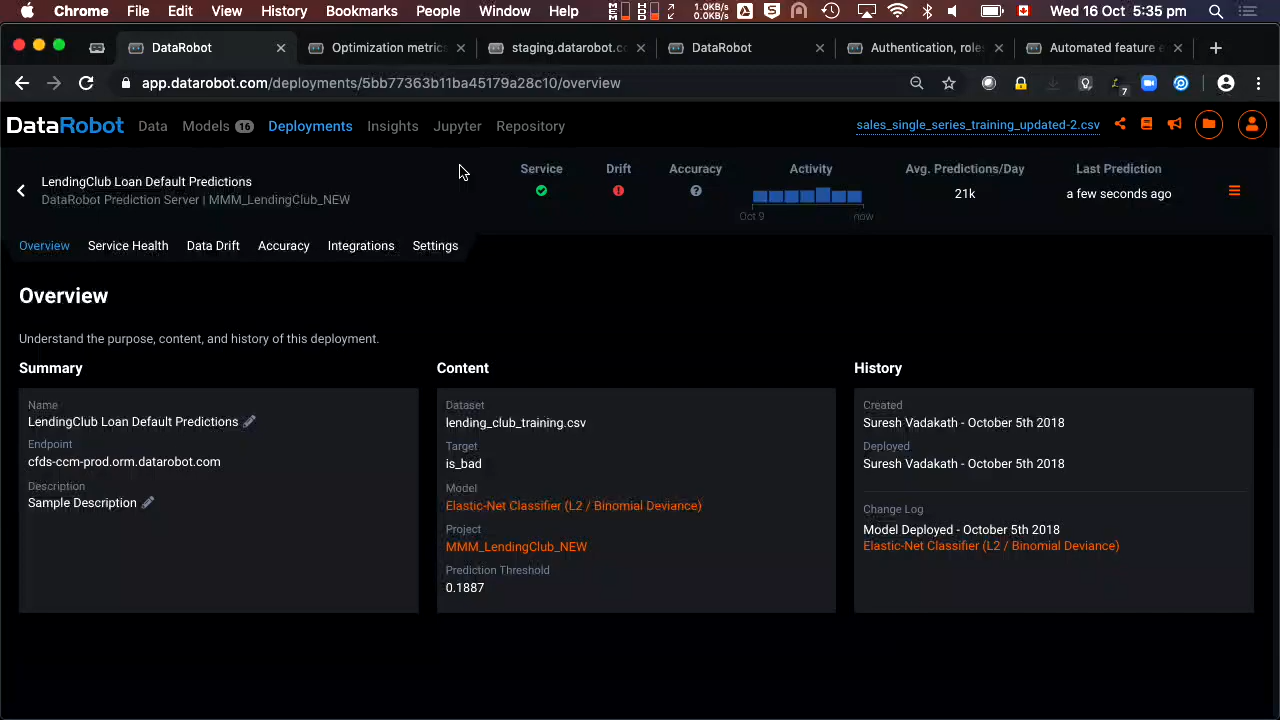 Chrome File Edit View History Bookmarks People Window Help 1.0KB/s 0.0KB/s Wed 16 Oct 5:35 pm
DataRobot Optimization metrics staging.datarobot.co DataRobot Authentication, roles Automated feature e
app.datarobot.com/deployments/5bb77363b11ba45179a28c10/overview 7
DataRobot Data Models 16 Deployments Insights Jupyter Repository sales_single_series_training_updated-2.csv
LendingClub Loan Default Predictions
DataRobot Prediction Server | MMM_LendingClub_NEW
Service Drift Accuracy Activity Avg. Predictions/Day Last Prediction
21k a few seconds ago
Oct 9 now
Overview Service Health Data Drift Accuracy Integrations Settings
Overview
Understand the purpose, content, and history of this deployment.
Summary
Name
LendingClub Loan Default Predictions
Endpoint
cfds-ccm-prod.orm.datarobot.com
Description
Sample Description
Content
Dataset
lending_club_training.csv
Target
is_bad
Model
Elastic-Net Classifier (L2 / Binomial Deviance)
Project
MMM_LendingClub_NEW
Prediction Threshold
0.1887
History
Created
Suresh Vadakath - October 5th 2018
Deployed
Suresh Vadakath - October 5th 2018
Change Log
Model Deployed - October 5th 2018
Elastic-Net Classifier (L2 / Binomial Deviance)